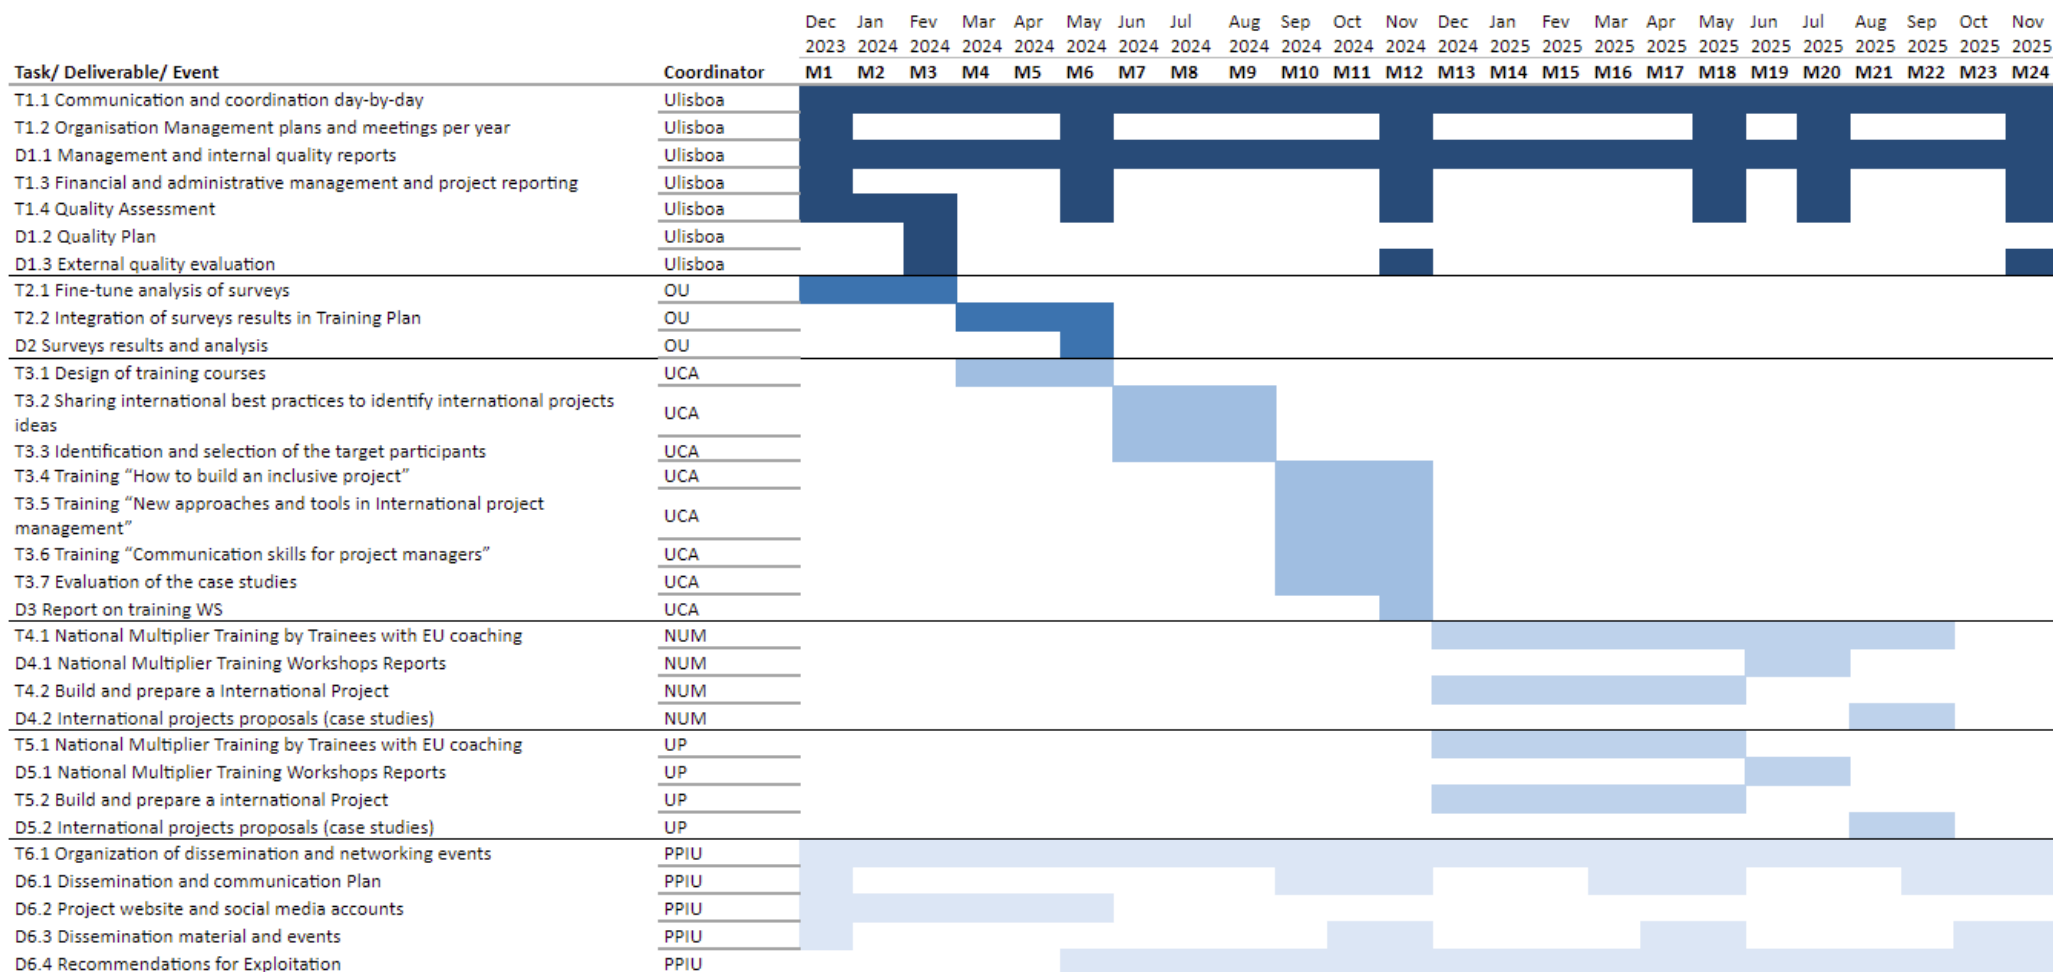 Dec Jan Fev Mar Apr May Jun Jul Aug Sep Oct Nov Dec Jan Fev Mar Apr May Jun Jul Aug Sep Oct Nov
2023 2024 2024 2024 2024 2024 2024 2024 2024 2024 2024 2024 2024 2025 2025 2025 2025 2025 2025 2025 2025 2025 2025 2025
Task/ Deliverable/ Event Coordinator M1 M2 M3 M4 M5 M6 M7 M8 M9 M10 M11 M12 M13 M14 M15 M16 M17 M18 M19 M20 M21 M22 M23 M24
T1.1 Communication and coordination day-by-day Ulisboa
T1.2 Organisation Management plans and meetings per year Ulisboa
D1.1 Management and internal quality reports Ulisboa
T1.3 Financial and administrative management and project reporting Ulisboa
T1.4 Quality Assessment Ulisboa
D1.2 Quality Plan Ulisboa
D1.3 External quality evaluation Ulisboa
T2.1 Fine-tune analysis of surveys OU
T2.2 Integration of surveys results in Training Plan OU
D2 Surveys results and analysis OU
T3.1 Design of training courses UCA
T3.2 Sharing international best practices to identify international projects
ideas UCA
T3.3 Identification and selection of the target participants UCA
T3.4 Training “How to build an inclusive project” UCA
T3.5 Training “New approaches and tools in International project
management” UCA
T3.6 Training “Communication skills for project managers” UCA
T3.7 Evaluation of the case studies UCA
D3 Report on training WS UCA
T4.1 National Multiplier Training by Trainees with EU coaching NUM
D4.1 National Multiplier Training Workshops Reports NUM
T4.2 Build and prepare a International Project NUM
D4.2 International projects proposals (case studies) NUM
T5.1 National Multiplier Training by Trainees with EU coaching UP
D5.1 National Multiplier Training Workshops Reports UP
T5.2 Build and prepare a international Project UP
D5.2 International projects proposals (case studies) UP
T6.1 Organization of dissemination and networking events PPIU
D6.1 Dissemination and communication Plan PPIU
D6.2 Project website and social media accounts PPIU
D6.3 Dissemination material and events PPIU
D6.4 Recommendations for Exploitation PPIU